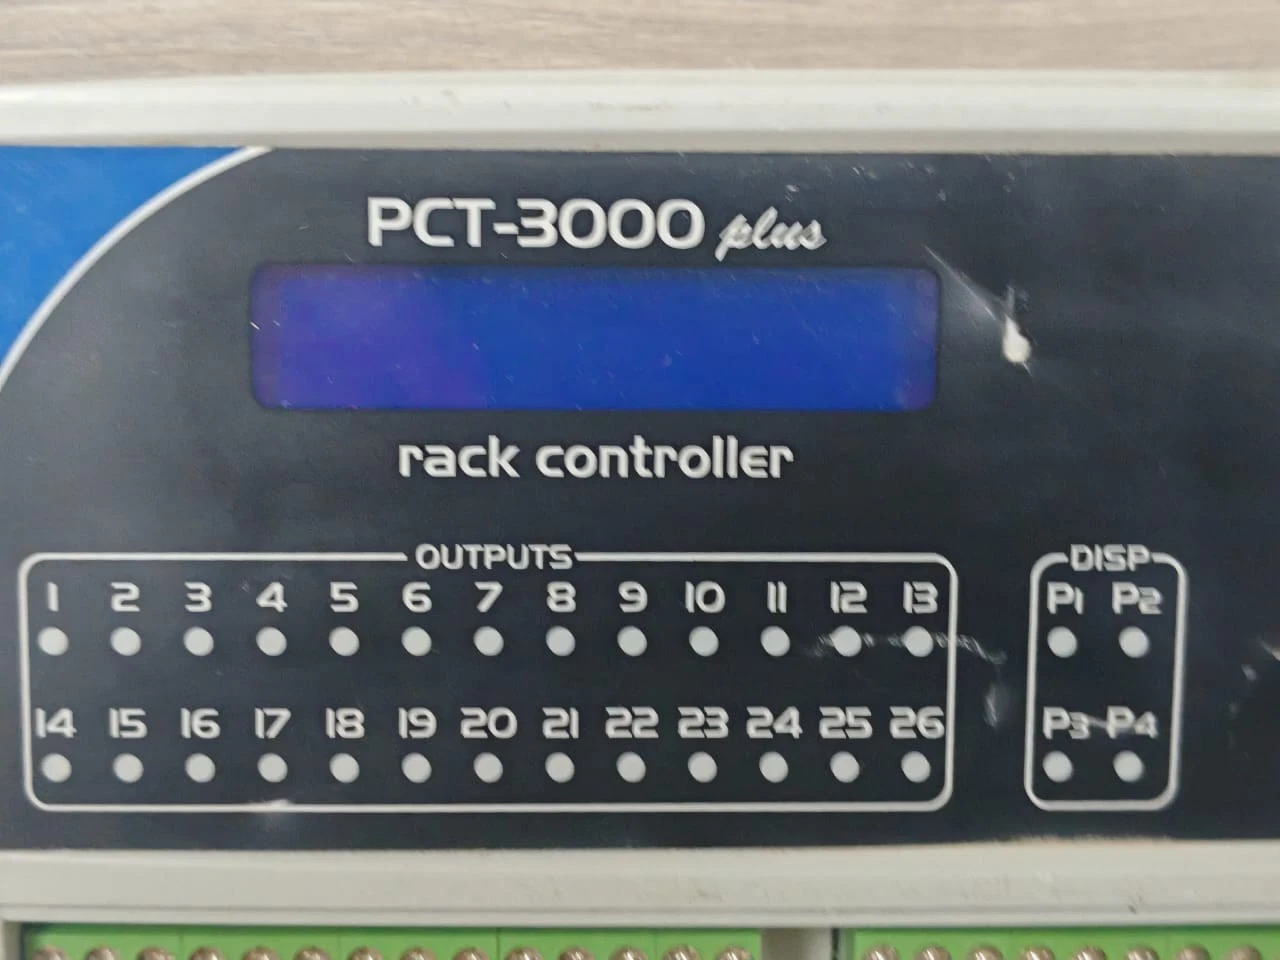 PCT-3000 plus
rack controller
OUTPUTS
1 2 3 4 5 6 7 8 9 10 11 12 13
14 15 16 17 18 19 20 21 22 23 24 25 26
DISP
P1 P2
P3 P4